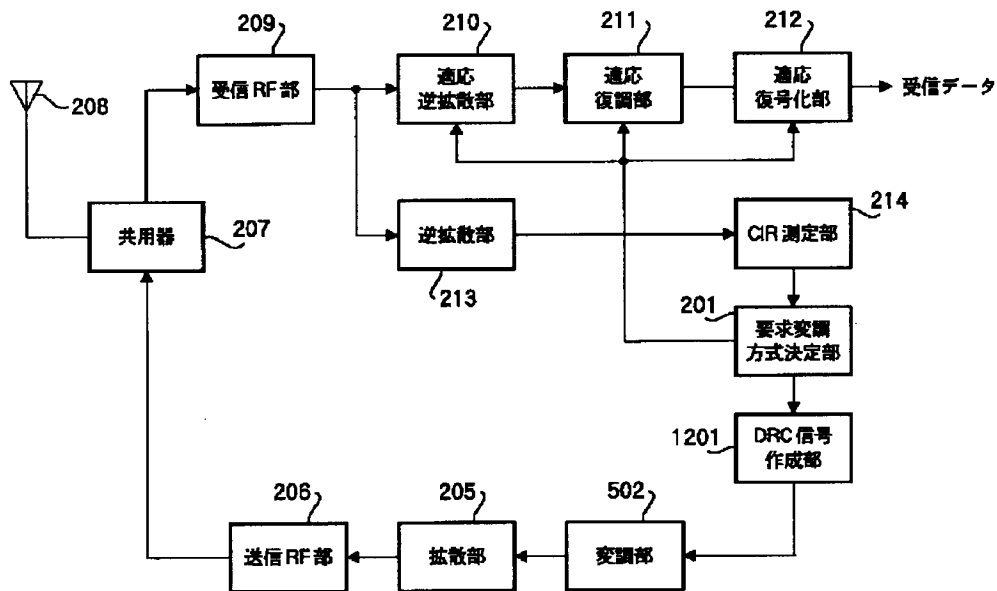 209
210
211
212
208
受信RF部
適応
逆拡散部
適応
復調部
適応
復号化部
受信データ
共用器
207
逆拡散部
213
CIR測定部
214
201
要求変調
方式決定部
1201
DRC信号
作成部
206
205
502
送信RF部
拡散部
変調部